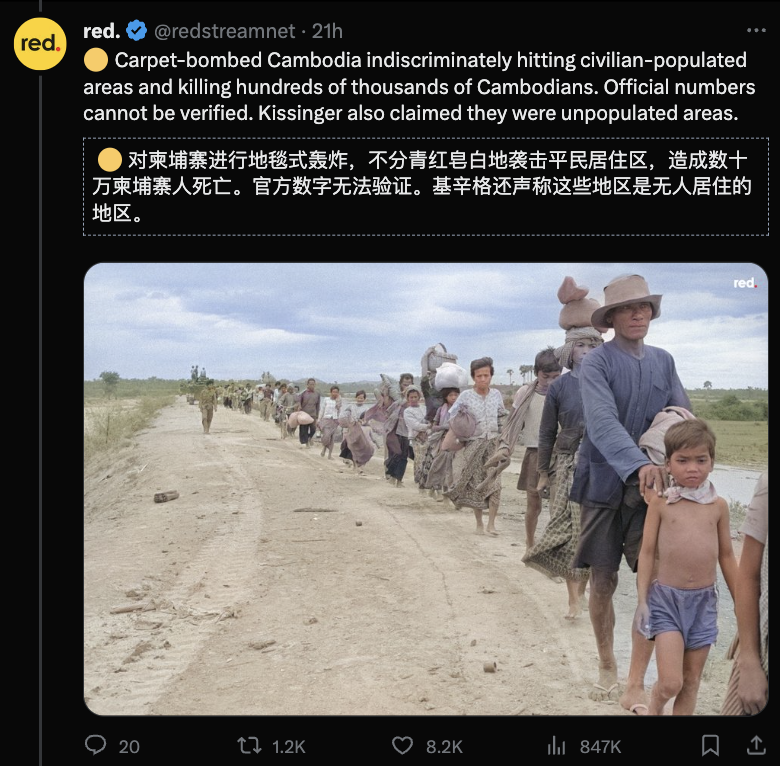 red.
red. @redstreamnet · 21h
🟡 Carpet-bombed Cambodia indiscriminately hitting civilian-populated
areas and killing hundreds of thousands of Cambodians. Official numbers
cannot be verified. Kissinger also claimed they were unpopulated areas.
🟡 对柬埔寨进行地毯式轰炸，不分青红皂白地袭击平民居住区，造成数十
万柬埔寨人死亡。官方数字无法验证。基辛格还声称这些地区是无人居住的
地区。
red.
20 1.2K 8.2K 847K